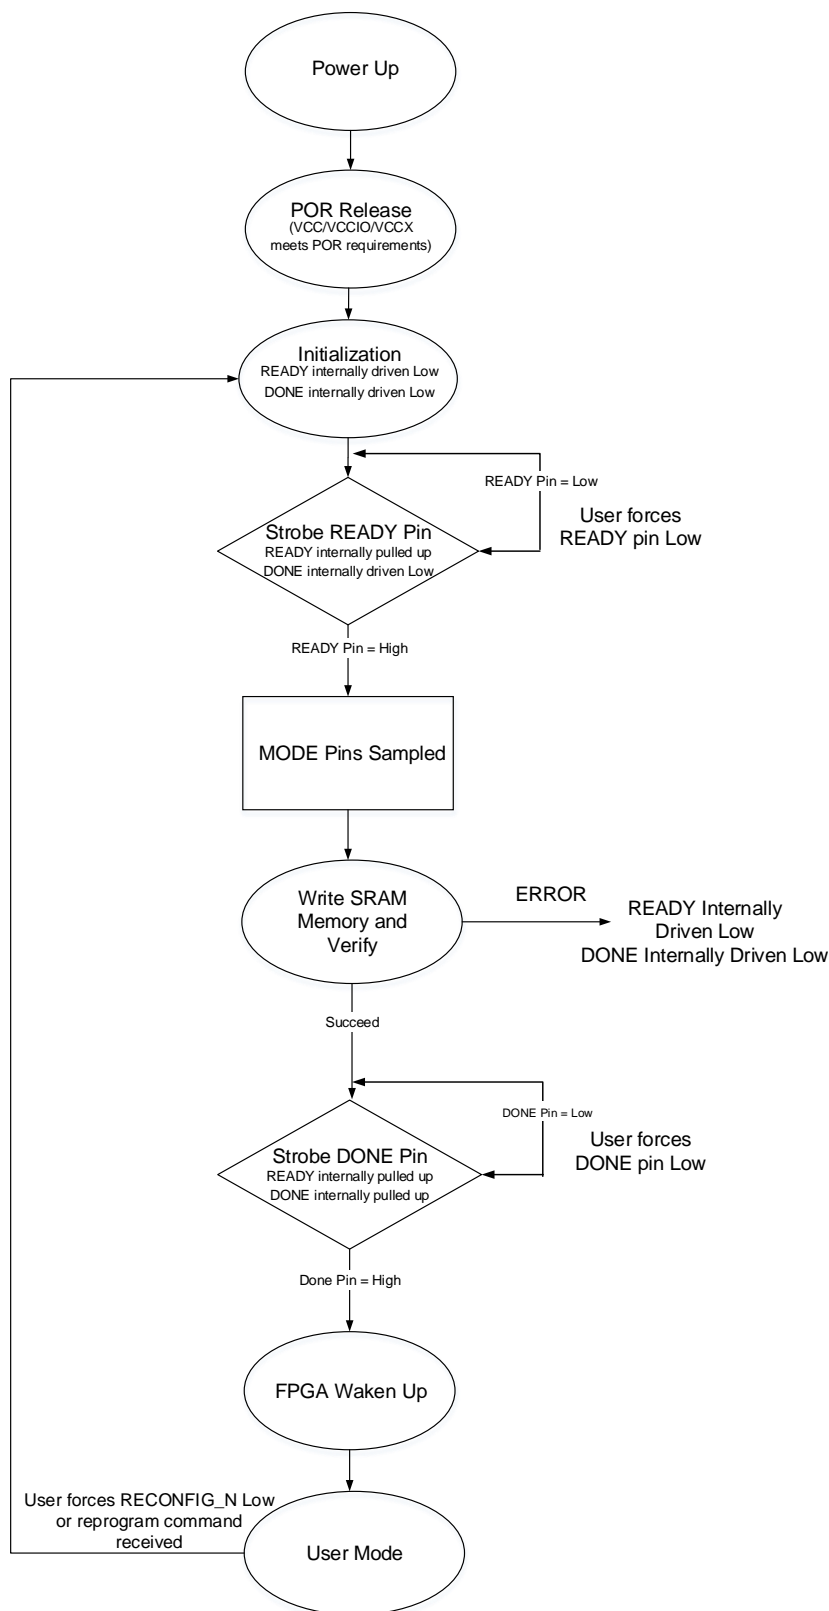 Power Up
POR Release
(VCC/VCCIO/VCCX
meets POR requirements)
Initialization
READY internally driven Low
DONE internally driven Low
READY Pin = Low
User forces
READY pin Low
Strobe READY Pin
READY internally pulled up
DONE internally driven Low
READY Pin = High
MODE Pins Sampled
Write SRAM
Memory and
Verify
ERROR
READY Internally
Driven Low
DONE Internally Driven Low
Succeed
DONE Pin = Low
User forces
DONE pin Low
Strobe DONE Pin
READY internally pulled up
DONE internally pulled up
Done Pin = High
FPGA Waken Up
User forces RECONFIG_N Low
or reprogram command
received
User Mode